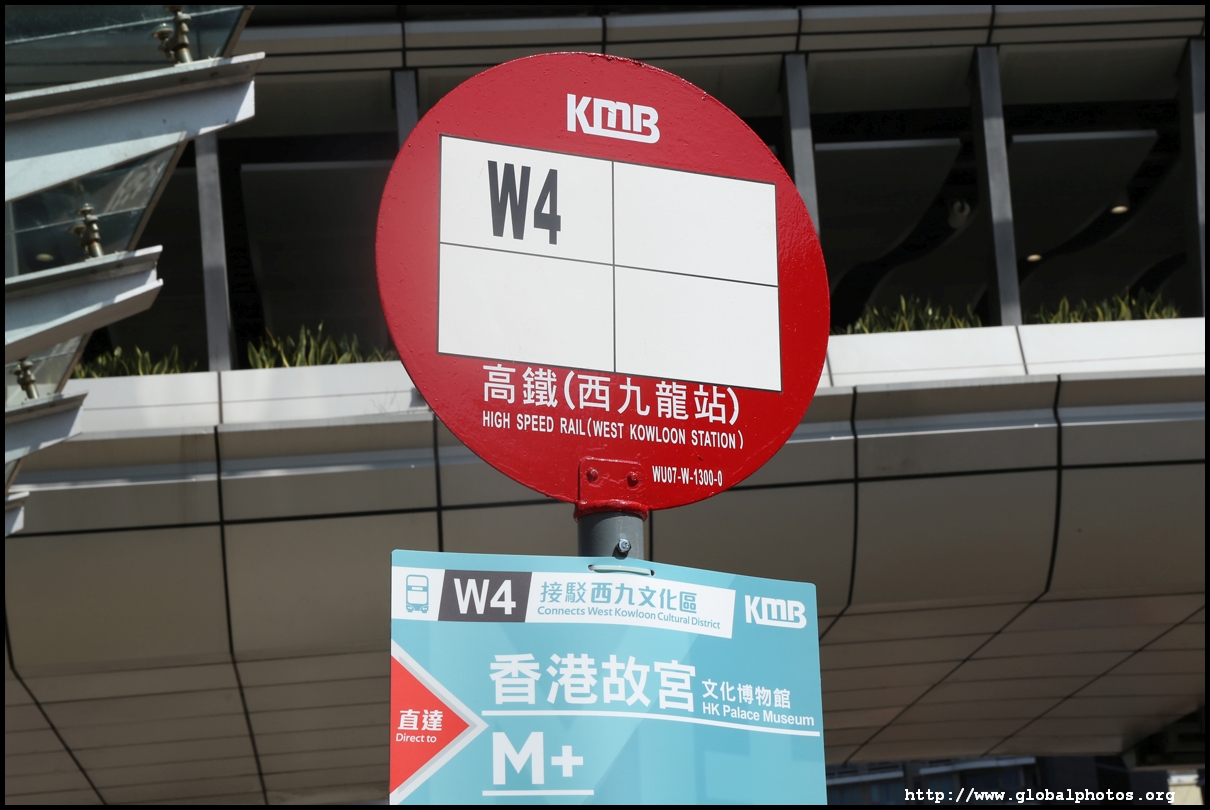 KMB
W4
高鐵(西九龍站)
HIGH SPEED RAIL(WEST KOWLOON STATION)
WU07-W-1300-0
W4
接駁西九文化區
Connects West Kowloon Cultural District
KMB
香港故宮文化博物館
HK Palace Museum
直達
Direct to
M+
http://www.globalphotos.org